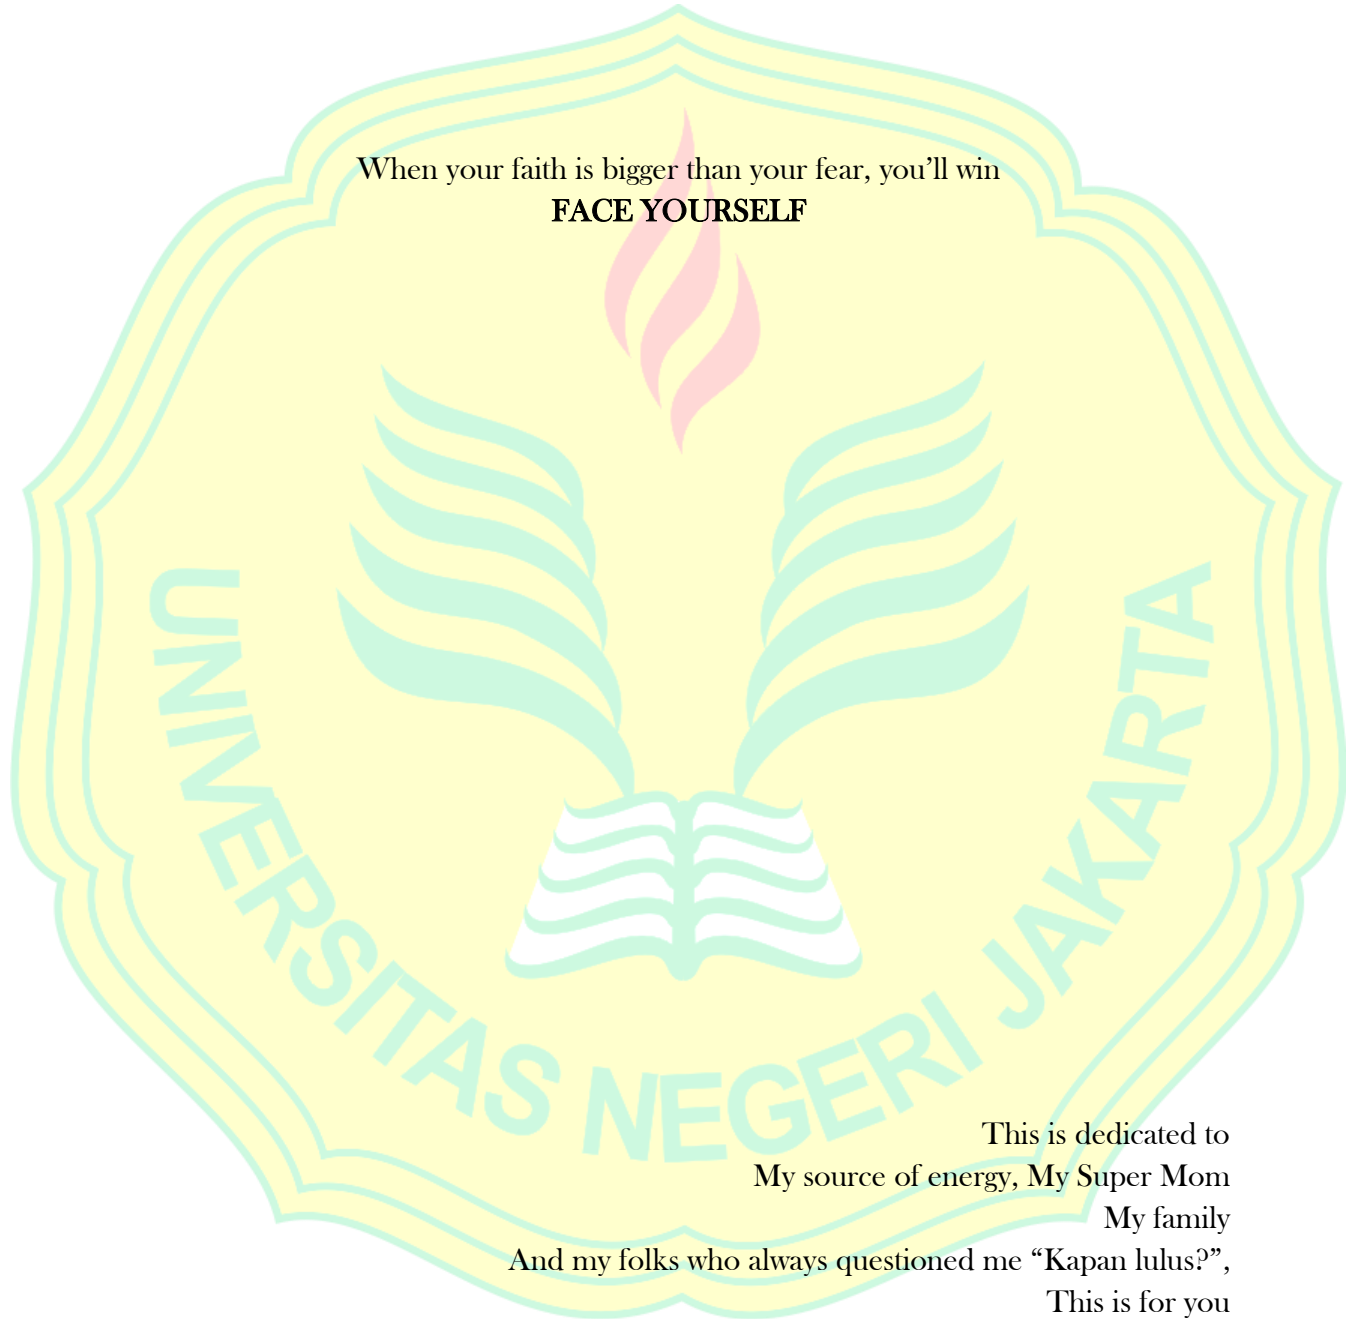 When your faith is bigger than your fear, you’ll win
FACE YOURSELF
UNIVERSITAS NEGERI JAKARTA
This is dedicated to
My source of energy, My Super Mom
My family
And my folks who always questioned me “Kapan lulus?”,
This is for you